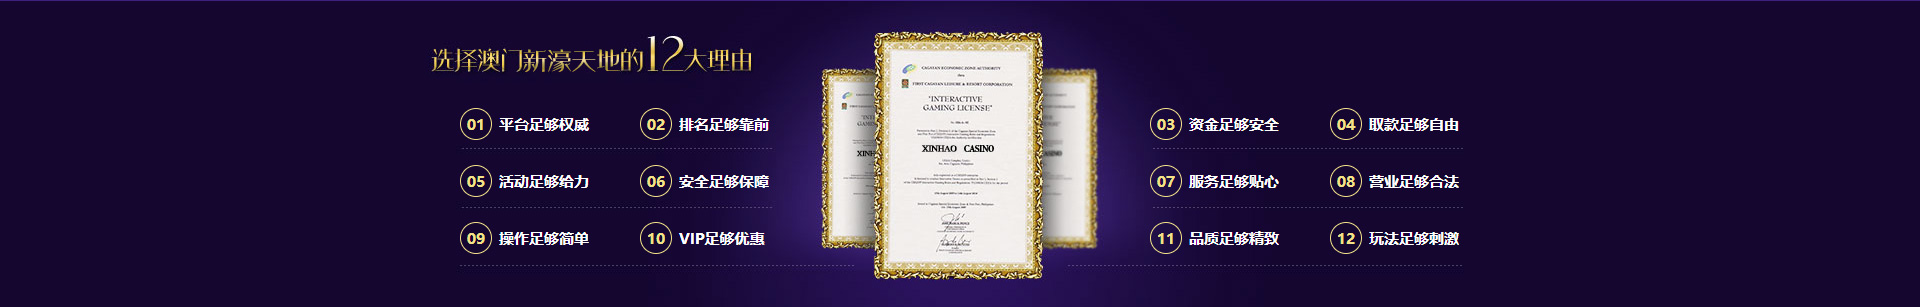 选择澳门新濠天地的12大理由
01 平台足够权威
02 排名足够靠前
03 资金足够安全
04 取款足够自由
05 活动足够给力
06 安全足够保障
07 服务足够贴心
08 营业足够合法
09 操作足够简单
10 VIP足够优惠
11 品质足够精致
12 玩法足够刺激
CAGAYAN ECONOMIC ZONE AUTHORITY
FIRST CAGAYAN LEISURE & RESORT CORPORATION
"INTERACTIVE
GAMING LICENSE"
XINHAO CASINO